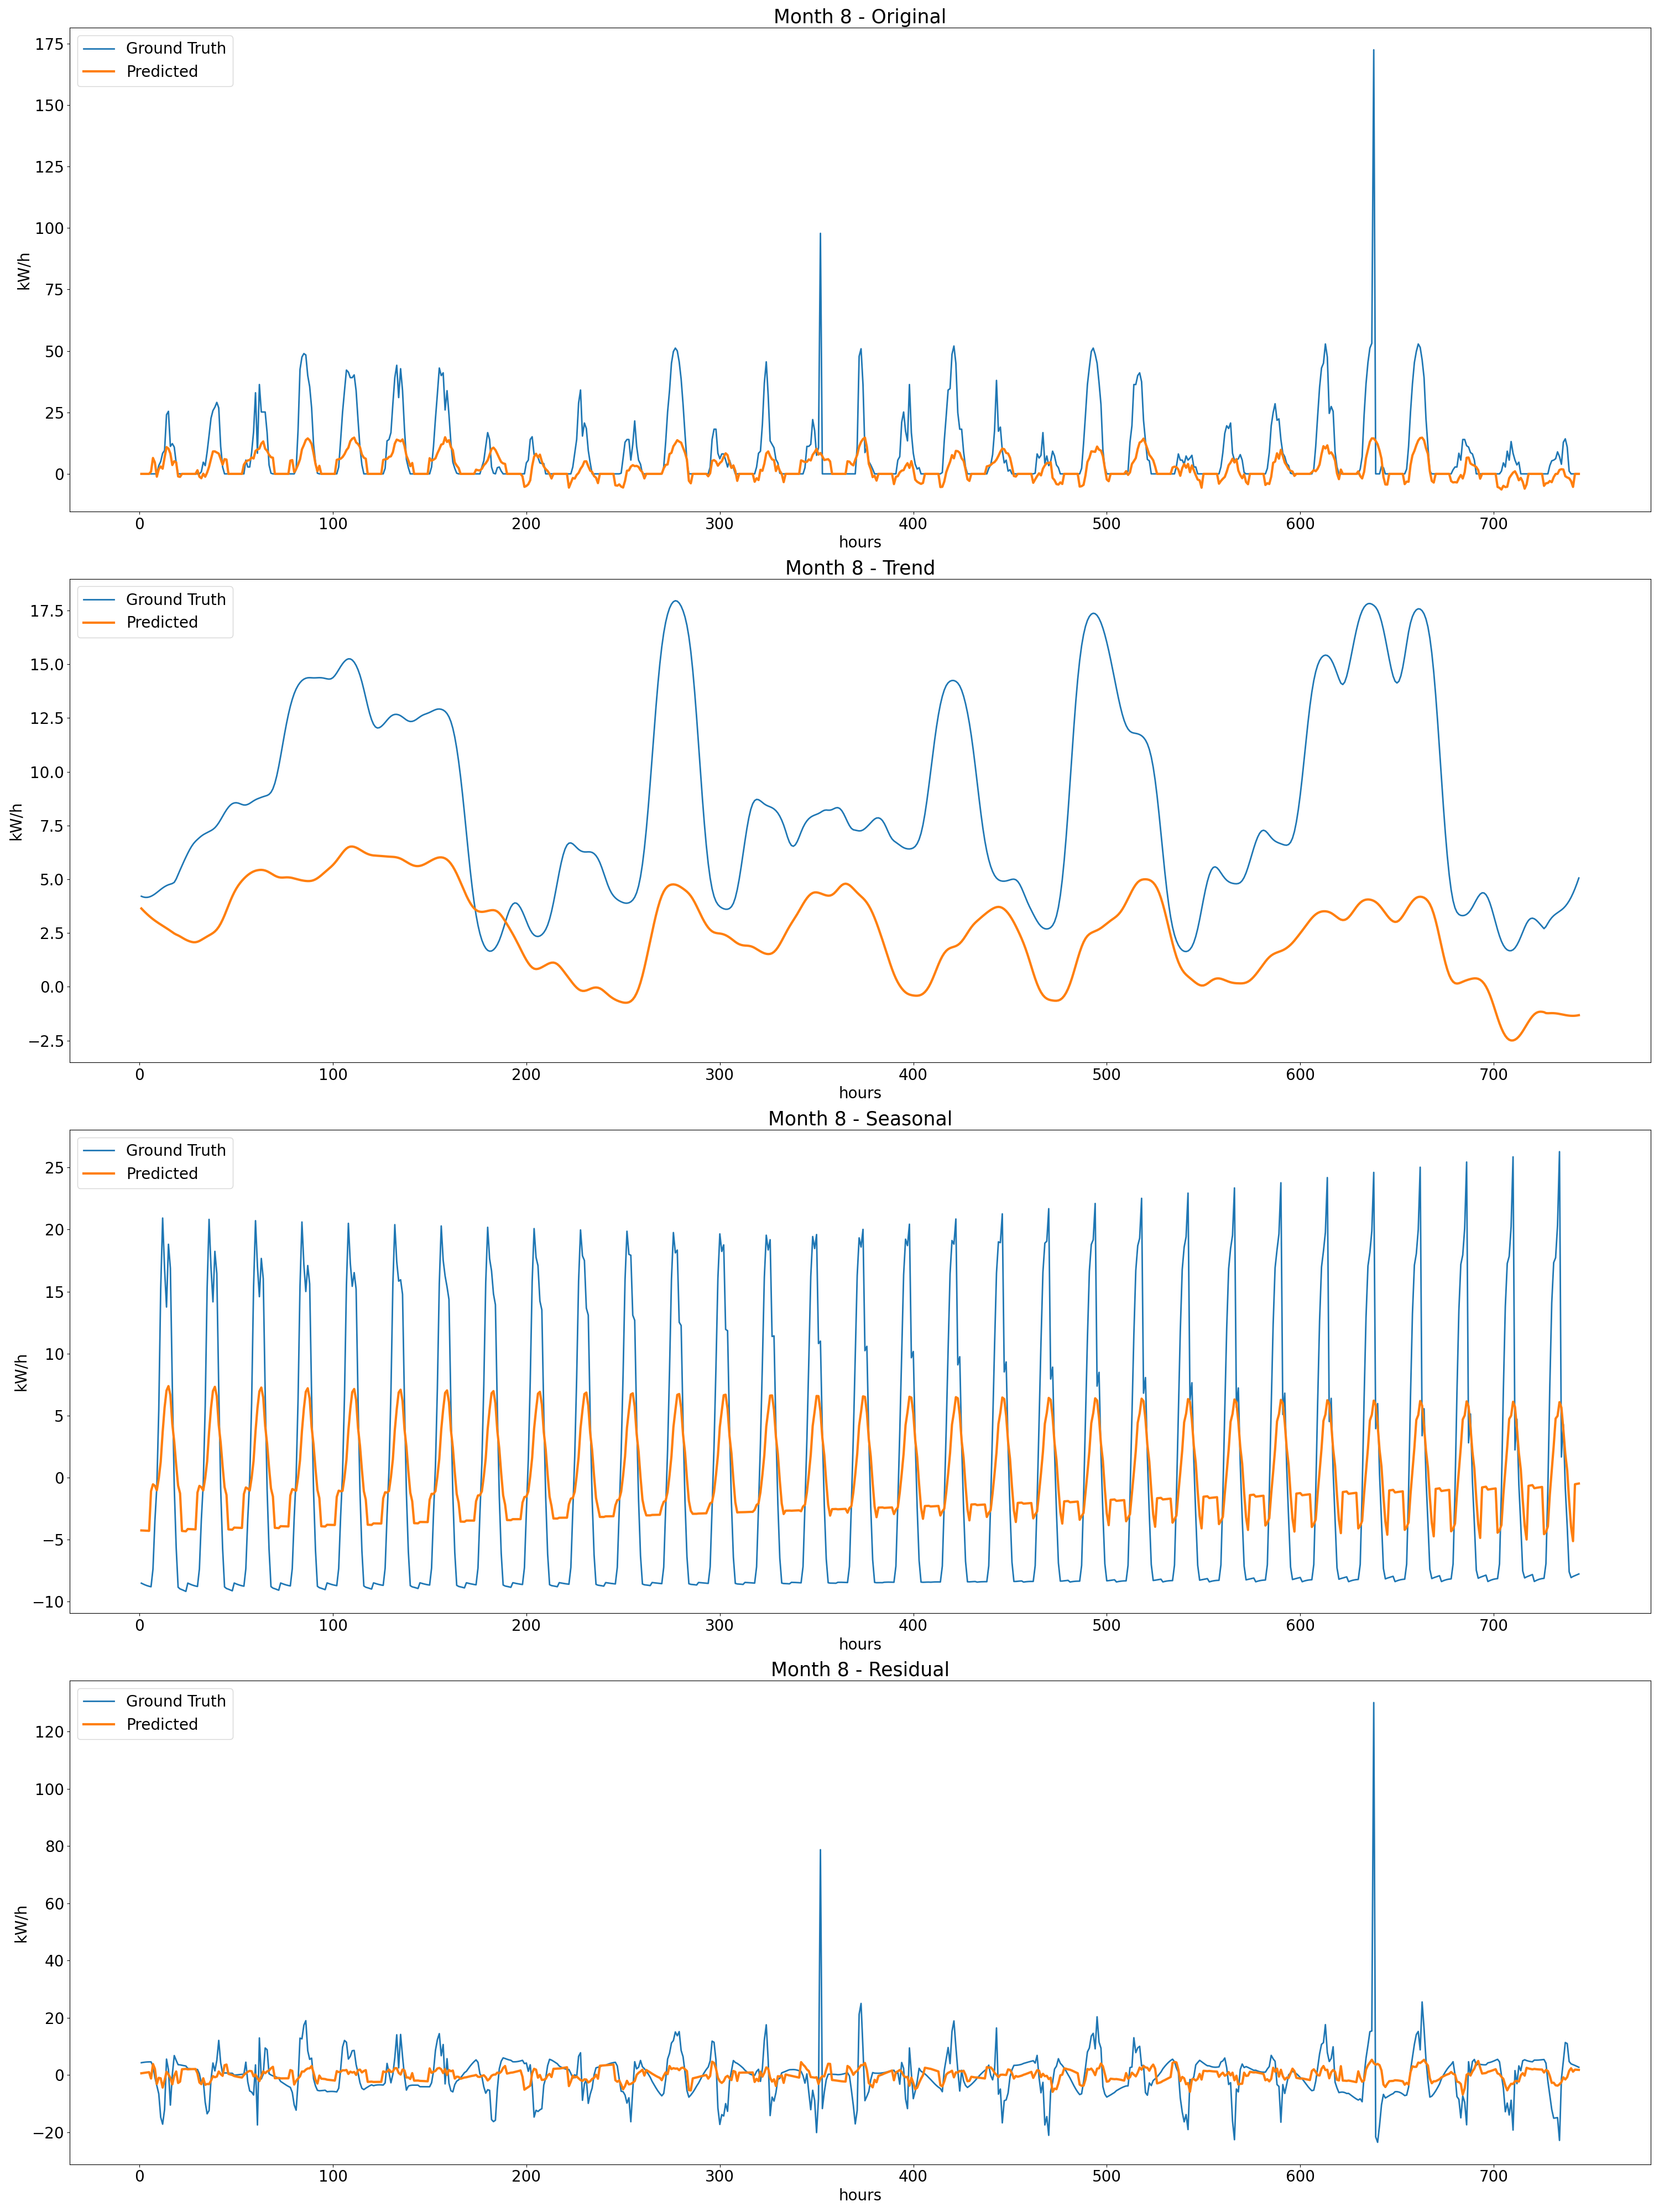 Month 8 - Original
Ground Truth
Predicted
175
150
125
100
75
50
25
0
kW/h
0 100 200 300 400 500 600 700
hours
Month 8 - Trend
Ground Truth
Predicted
17.5
15.0
12.5
10.0
7.5
5.0
2.5
0.0
−2.5
kW/h
0 100 200 300 400 500 600 700
hours
Month 8 - Seasonal
Ground Truth
Predicted
25
20
15
10
5
0
−5
−10
kW/h
0 100 200 300 400 500 600 700
hours
Month 8 - Residual
Ground Truth
Predicted
120
100
80
60
40
20
0
−20
kW/h
0 100 200 300 400 500 600 700
hours